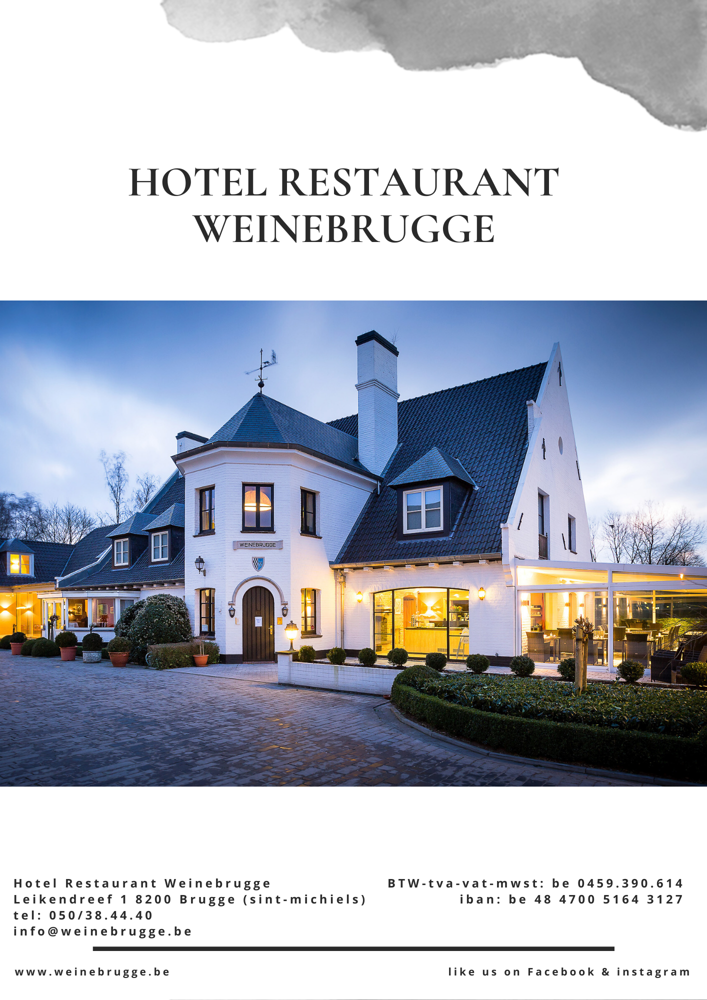 HOTEL RESTAURANT
WEINEBRUGGE
WEINEBRUGGE
Hotel Restaurant Weinebrugge
Leikendreef 1 8200 Brugge (sint-michiels)
tel: 050/38.44.40
info@weinebrugge.be
BTW-tva-vat-mwst: be 0459.390.614
iban: be 48 4700 5164 3127
www.weinebrugge.be
like us on Facebook & instagram